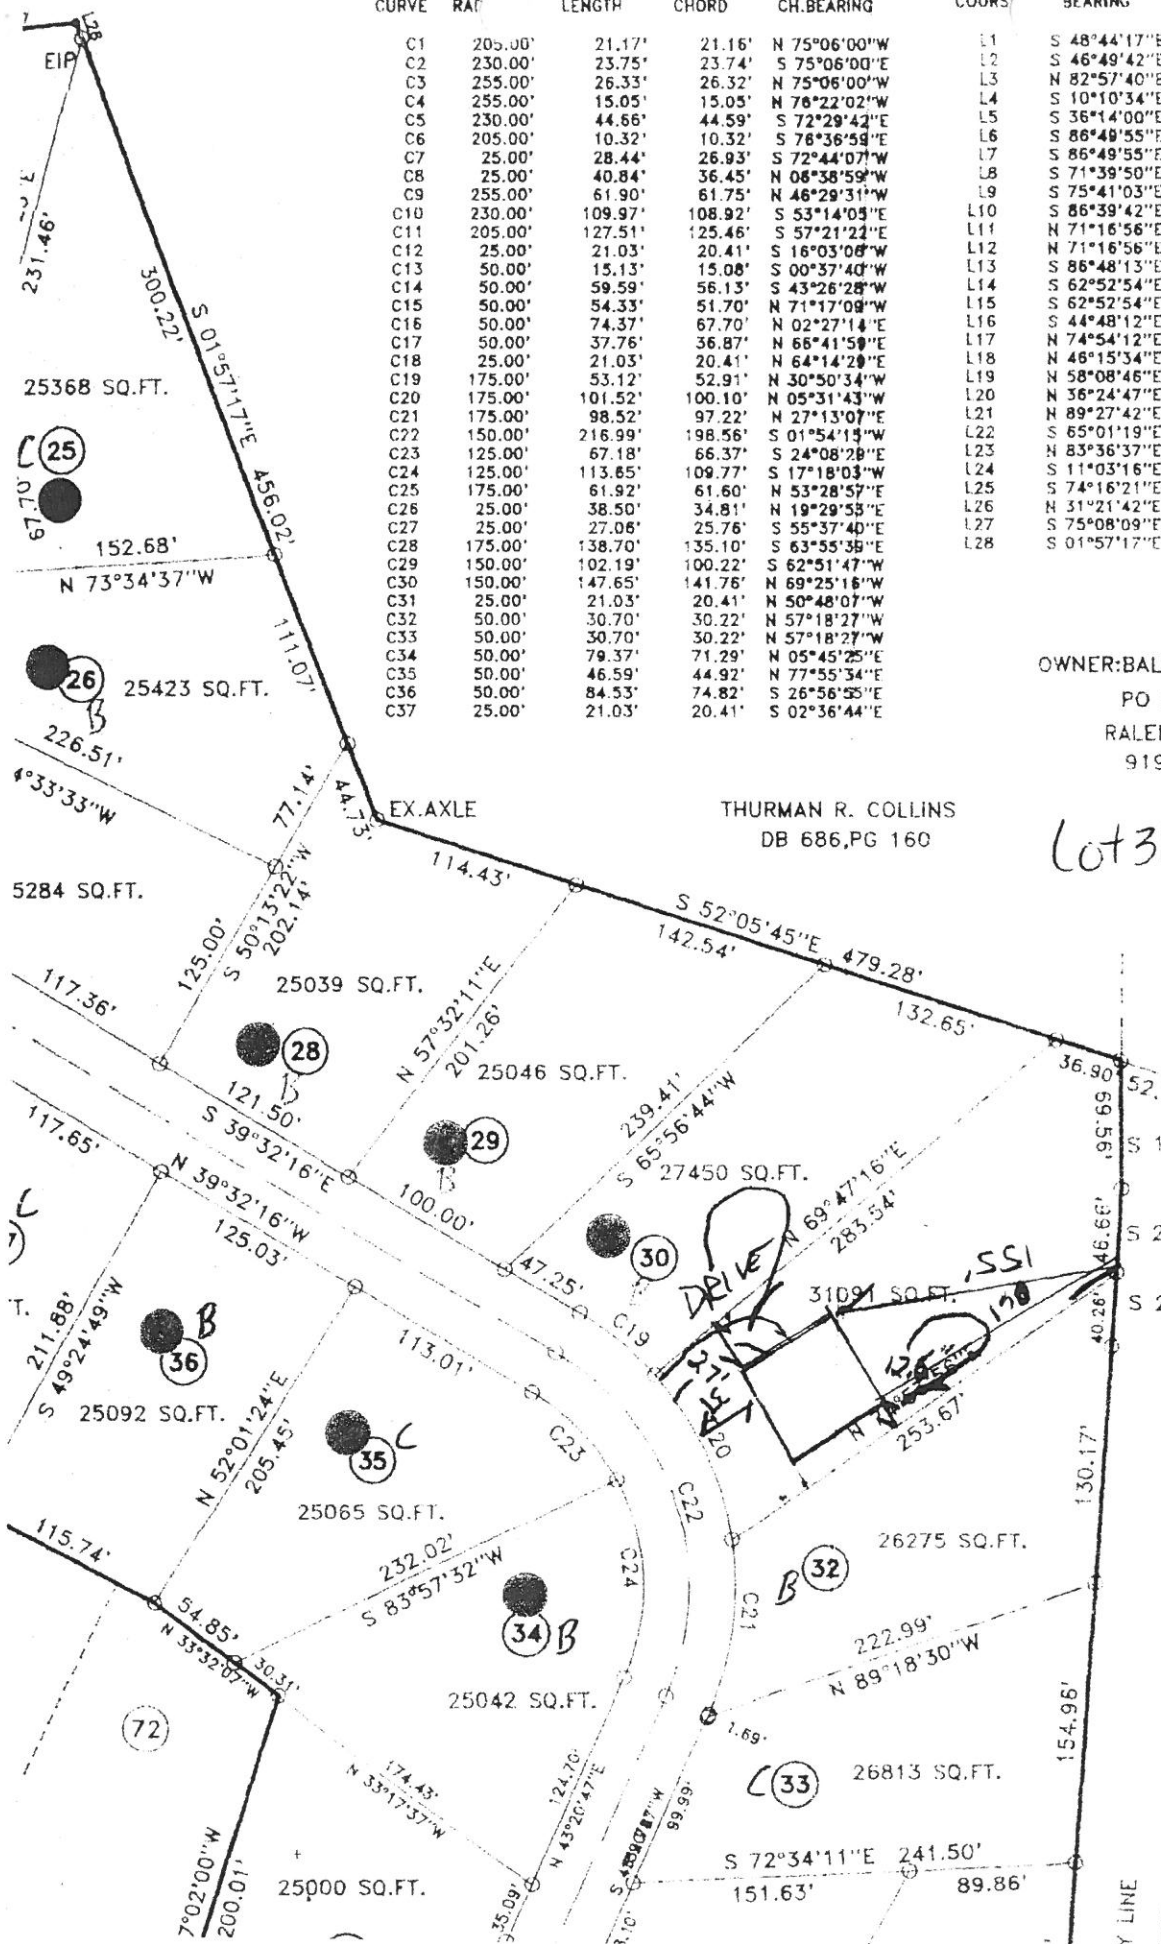 CURVE LENGTH CHORD CH.BEARING
C1 205.00' 21.17' 21.16' N 75°06'00"W
C2 230.00' 23.75' 23.74' S 75°06'00"E
C3 255.00' 26.33' 26.32' N 75°06'00"W
C4 255.00' 15.05' 15.05' N 76°22'02"W
C5 230.00' 44.66' 44.59' S 72°29'42"E
C6 205.00' 10.32' 10.32' S 76°36'59"E
C7 25.00' 28.44' 26.93' S 72°44'07"W
C8 25.00' 40.84' 36.45' N 08°38'59"W
C9 255.00' 61.90' 61.75' N 46°29'31"W
C10 230.00' 109.97' 108.92' S 53°14'05"E
C11 205.00' 127.51' 125.46' S 57°21'22"E
C12 25.00' 21.03' 20.41' S 16°03'06"W
C13 50.00' 15.13' 15.08' S 00°37'40"W
C14 50.00' 59.59' 56.13' S 43°26'28"W
C15 50.00' 54.33' 51.70' N 71°17'09"W
C16 50.00' 74.37' 67.70' N 02°27'14"E
C17 50.00' 37.76' 36.87' N 66°41'59"E
C18 25.00' 21.03' 20.41' N 64°14'29"E
C19 175.00' 53.12' 52.91' N 30°50'34"W
C20 175.00' 101.52' 100.10' N 05°31'43"W
C21 175.00' 98.52' 97.22' N 27°13'07"E
C22 150.00' 216.99' 198.56' S 01°54'15"W
C23 125.00' 67.18' 66.37' S 24°08'28"E
C24 125.00' 113.65' 109.77' S 17°18'03"W
C25 175.00' 61.92' 61.60' N 53°28'57"E
C26 25.00' 38.50' 34.81' N 19°29'53"E
C27 25.00' 27.06' 25.76' S 55°37'40"E
C28 175.00' 138.70' 135.10' S 63°55'39"E
C29 150.00' 102.19' 100.22' S 62°51'47"W
C30 150.00' 147.65' 141.76' N 69°25'16"W
C31 25.00' 21.03' 20.41' N 50°48'07"W
C32 50.00' 30.70' 30.22' N 57°18'27"W
C33 50.00' 30.70' 30.22' N 57°18'27"W
C34 50.00' 79.37' 71.29' N 05°45'25"E
C35 50.00' 46.59' 44.92' N 77°55'34"E
C36 50.00' 84.53' 74.82' S 26°56'55"E
C37 25.00' 21.03' 20.41' S 02°36'44"E
BEARING
L1 S 48°44'17"E
L2 S 46°49'42"E
L3 N 82°57'40"E
L4 S 10°10'34"E
L5 S 36°14'00"E
L6 S 86°49'55"E
L7 S 86°49'55"E
L8 S 71°39'50"E
L9 S 75°41'03"E
L10 S 86°39'42"E
L11 N 71°16'56"E
L12 N 71°16'56"E
L13 S 86°48'13"E
L14 S 62°52'54"E
L15 S 62°52'54"E
L16 S 44°48'12"E
L17 N 74°54'12"E
L18 N 46°15'34"E
L19 N 58°08'46"E
L20 N 36°24'47"E
L21 N 89°27'42"E
L22 S 65°01'19"E
L23 N 83°36'37"E
L24 S 11°03'16"E
L25 S 74°16'21"E
L26 N 31°21'42"E
L27 S 75°08'09"E
L28 S 01°57'17"E
L28
EIP
231.46'
300.22'
S 01°57'17"E 456.02'
25368 SQ.FT.
C 25
67.70'
152.68'
N 73°34'37"W
111.07'
26 25423 SQ.FT.
B
226.51'
4°33'33"W
77.14'
44.73'
EX.AXLE
OWNER:BAL
PO
RALEI
919
THURMAN R. COLLINS
DB 686,PG 160
Lot 3
114.43'
S 52°05'45"E 479.28'
142.54'
132.65'
36.90'
52.
5284 SQ.FT.
125.00'
S 50°13'22"W
202.14'
117.36'
25039 SQ.FT.
28
B
N 57°32'11"E
201.26'
121.50'
S 39°32'16"E
25046 SQ.FT.
29
B
239.41'
S 65°56'44"W
69.56'
S 1
117.65'
N 39°32'16"W
125.03'
100.00'
27450 SQ.FT.
30
47.25'
N 69°47'16"E
283.54'
46.66'
S 2
DRIVE
C19
31091 SQ.FT.
155'
190
40.26'
S 2
27'
253.67'
130.17'
C
T.
211.88'
S 49°24'49"W
B
36
25092 SQ.FT.
113.01'
N 52°01'24"E
205.45'
35 C
25065 SQ.FT.
C23
C22
20
C24
C21
232.02'
S 83°57'32"W
115.74'
54.85'
N 33°32'07"W
30.31'
34 B
25042 SQ.FT.
26275 SQ.FT.
B 32
222.99'
N 89°18'30"W
1.69'
154.96'
72
174.43'
N 33°17'37"W
124.70'
N 43°20'47"E
99.99'
C 33 26813 SQ.FT.
S 72°34'11"E 241.50'
151.63' 89.86'
7°02'00"W
200.01'
25000 SQ.FT.
35.09'
3.10'
Y LINE